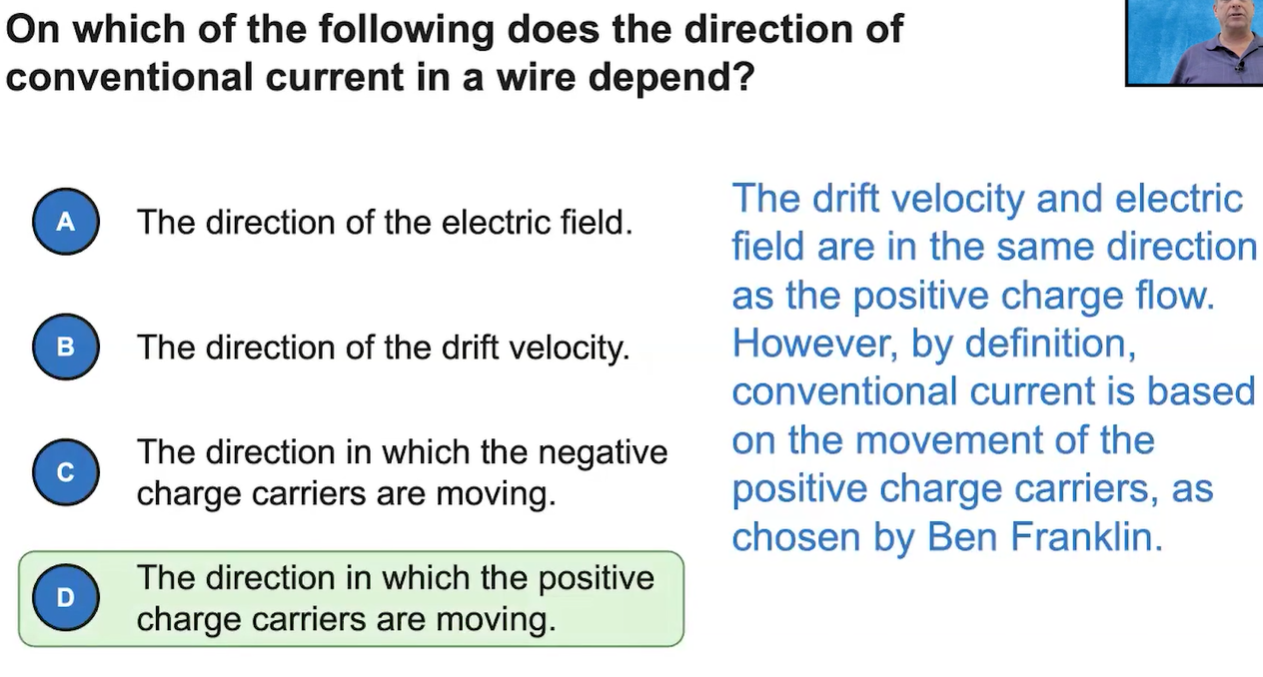 On which of the following does the direction of
conventional current in a wire depend?
A
The direction of the electric field.
B
The direction of the drift velocity.
C
The direction in which the negative
charge carriers are moving.
D
The direction in which the positive
charge carriers are moving.
The drift velocity and electric
field are in the same direction
as the positive charge flow.
However, by definition,
conventional current is based
on the movement of the
positive charge carriers, as
chosen by Ben Franklin.